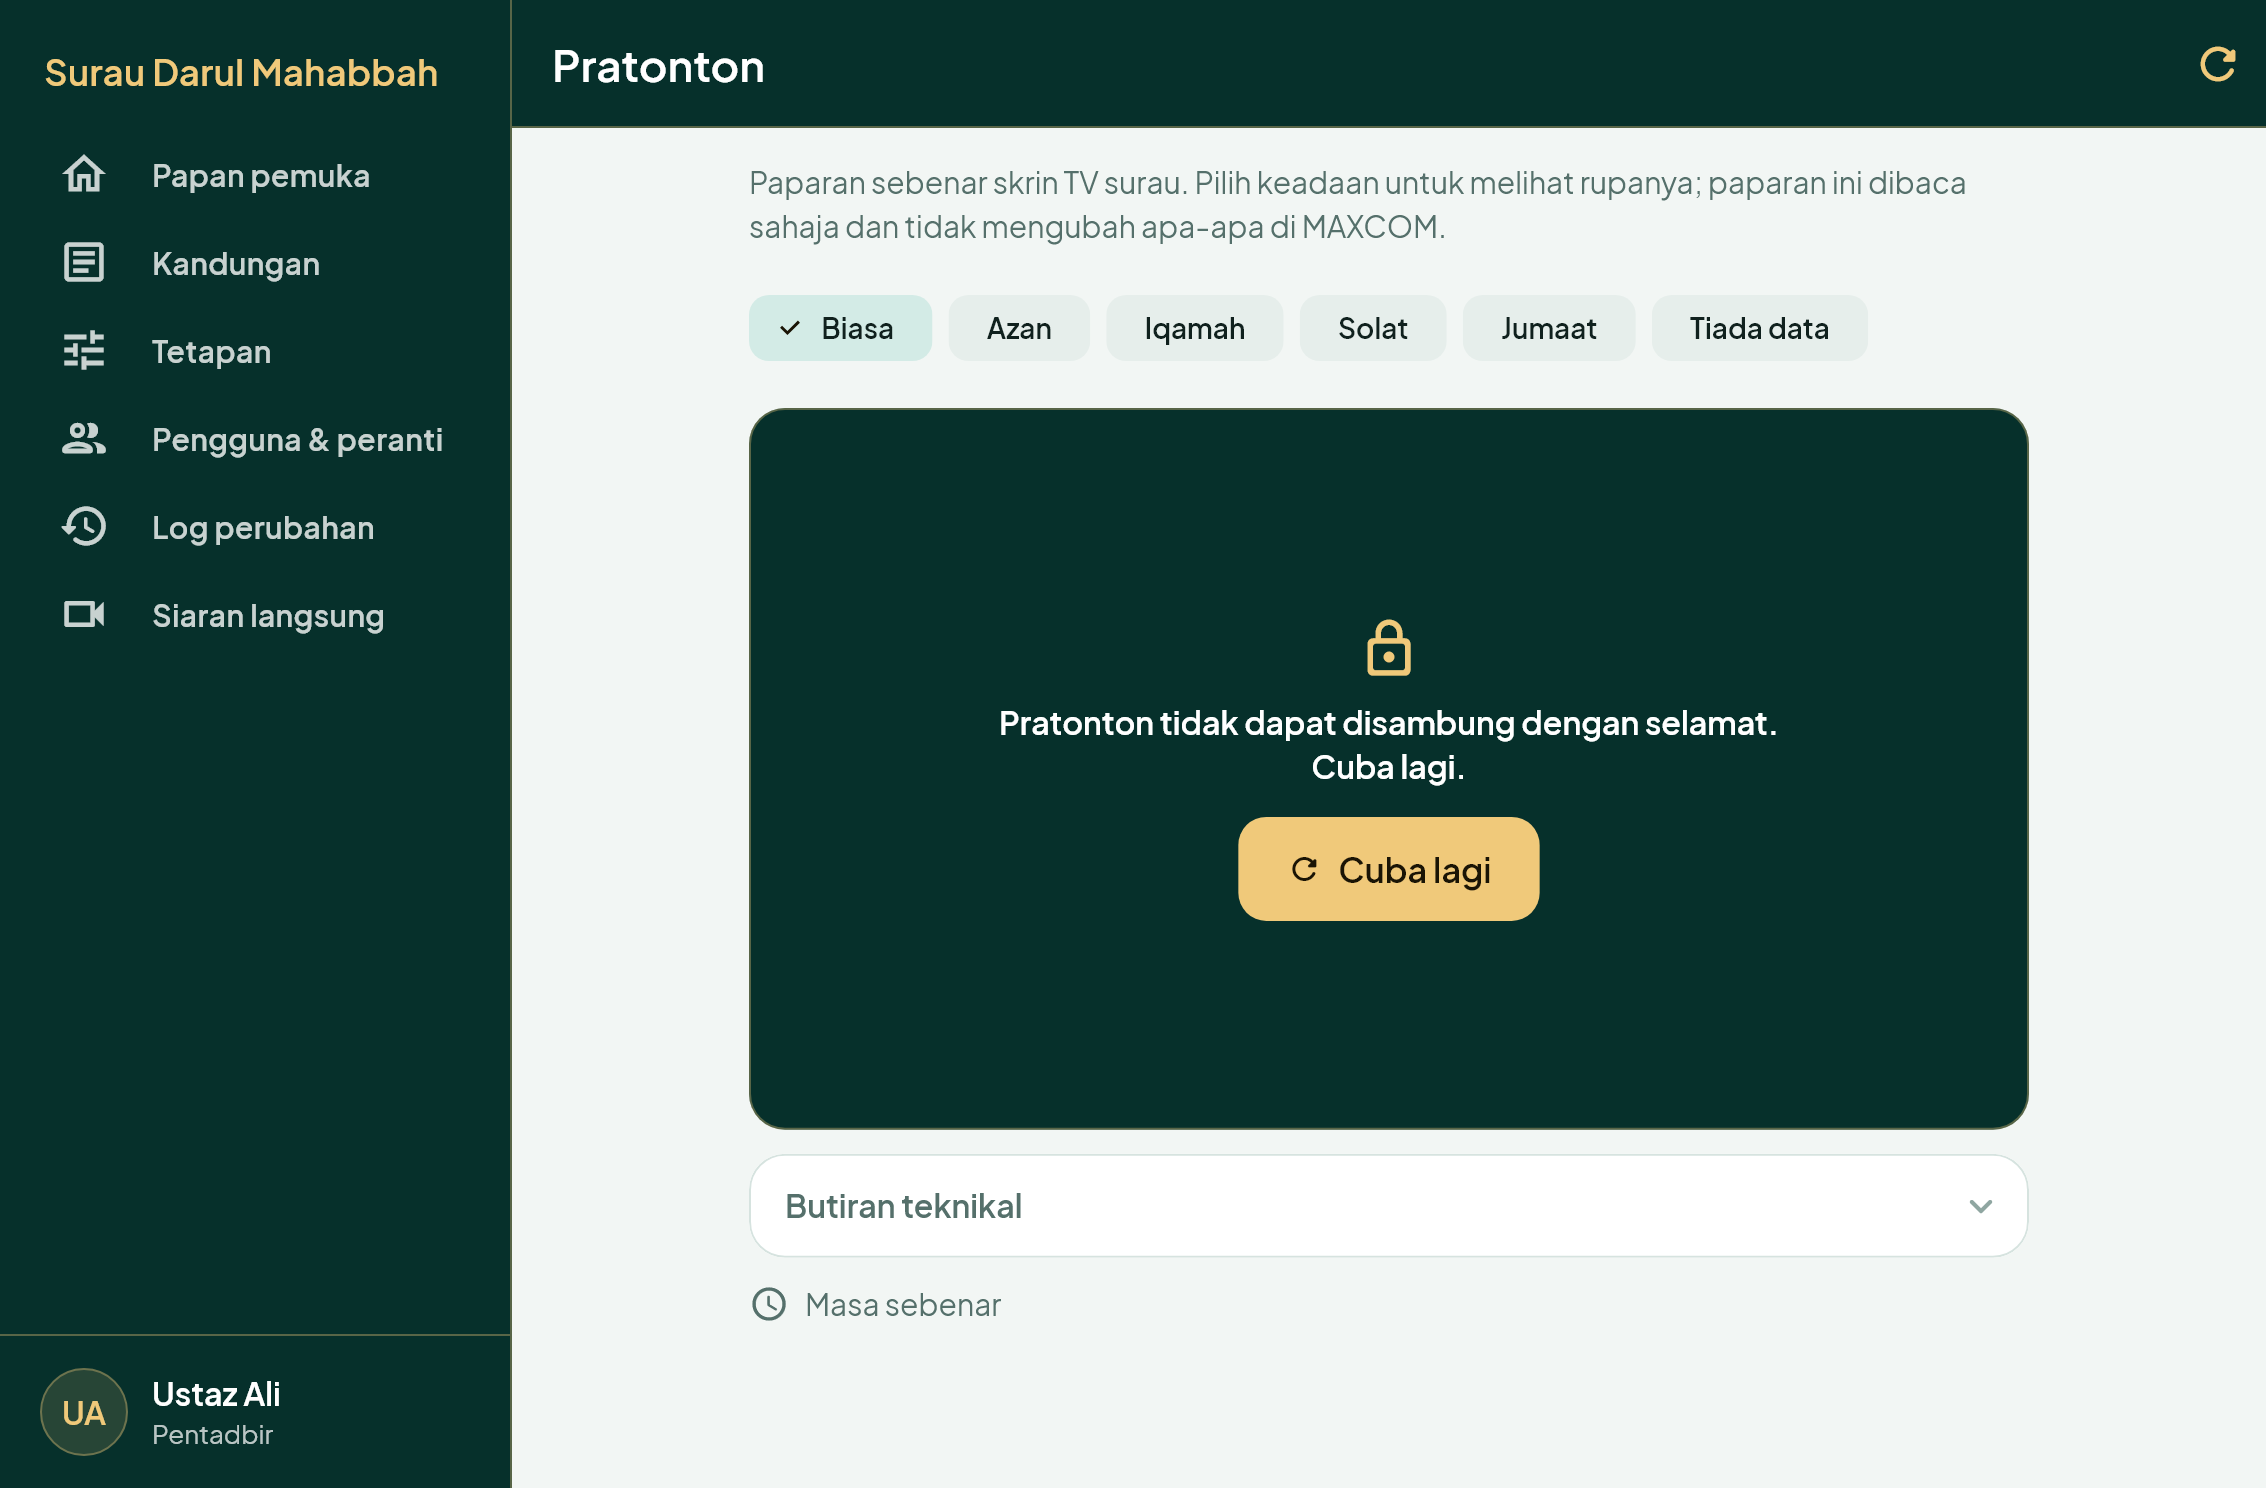 Surau Darul Mahabbah
Papan pemuka
Kandungan
Tetapan
Pengguna & peranti
Log perubahan
Siaran langsung
UA
Ustaz Ali
Pentadbir
Pratonton
Paparan sebenar skrin TV surau. Pilih keadaan untuk melihat rupanya; paparan ini dibaca
sahaja dan tidak mengubah apa-apa di MAXCOM.
Biasa
Azan
Iqamah
Solat
Jumaat
Tiada data
Pratonton tidak dapat disambung dengan selamat.
Cuba lagi.
Cuba lagi
Butiran teknikal
Masa sebenar